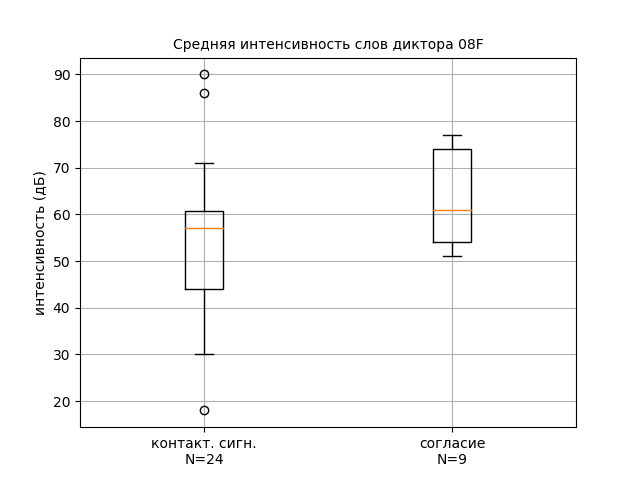 Средняя интенсивность слов диктора 08F
интенсивность (дБ)
90
80
70
60
50
40
30
20
контакт. сигн.
N=24
согласие
N=9